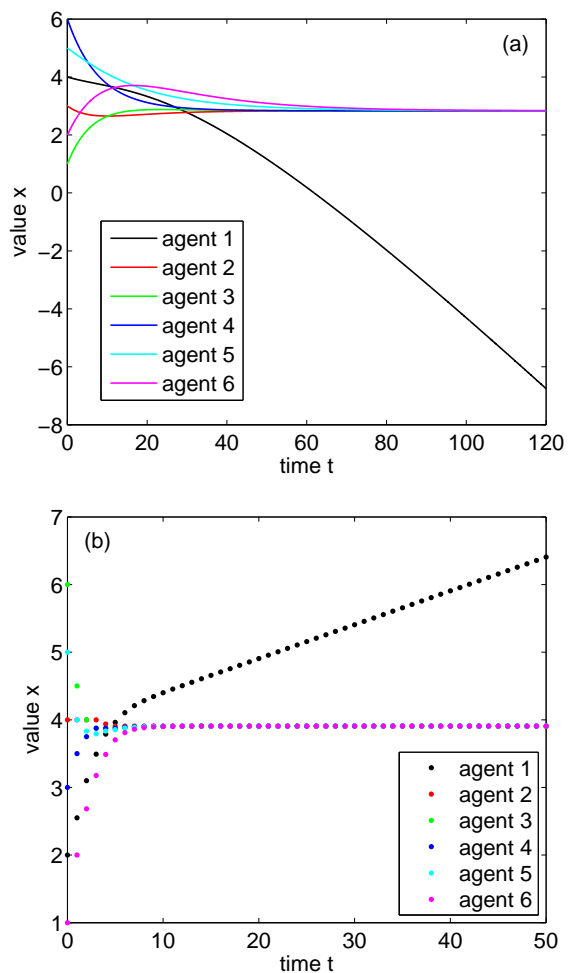 6
(a)
4
2
0
−2
−4
−6
−8
value x
agent 1
agent 2
agent 3
agent 4
agent 5
agent 6
0 20 40 60 80 100 120
time t
7
(b)
6
5
4
3
2
1
value x
agent 1
agent 2
agent 3
agent 4
agent 5
agent 6
0 10 20 30 40 50
time t